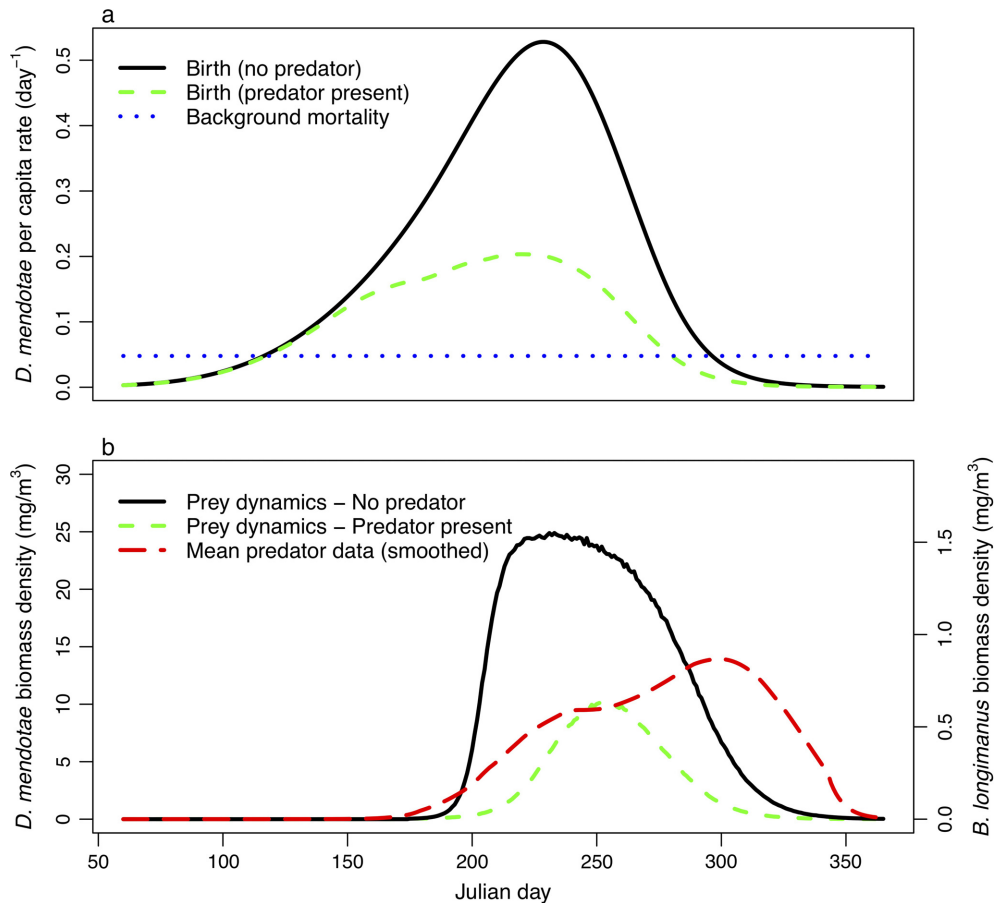 a
D. mendotae per capita rate (day⁻¹)
0.5
0.4
0.3
0.2
0.1
0.0
Birth (no predator)
Birth (predator present)
Background mortality
b
D. mendotae biomass density (mg/m³)
30
25
20
15
10
5
0
Prey dynamics − No predator
Prey dynamics − Predator present
Mean predator data (smoothed)
1.5
1.0
0.5
0.0
B. longimanus biomass density (mg/m³)
50 100 150 200 250 300 350
Julian day